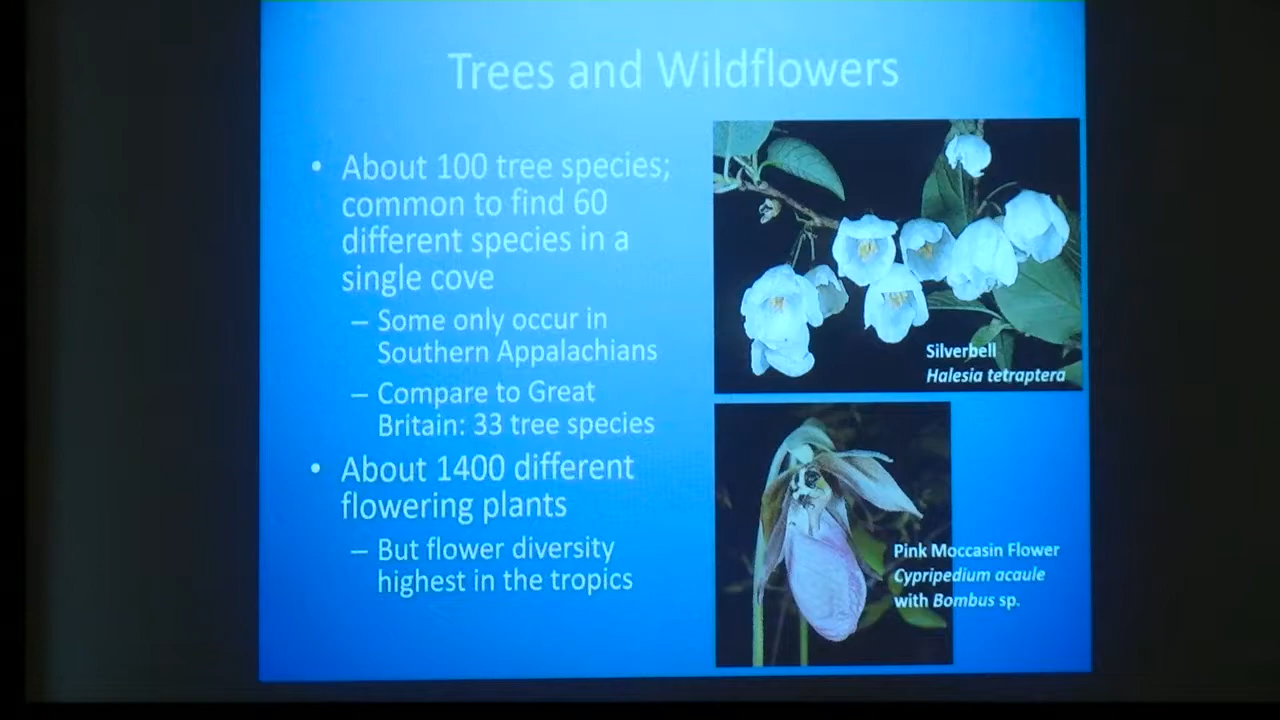 Trees and Wildflowers
• About 100 tree species;
common to find 60
different species in a
single cove
– Some only occur in
Southern Appalachians
– Compare to Great
Britain: 33 tree species
• About 1400 different
flowering plants
– But flower diversity
highest in the tropics
Silverbell
Halesia tetraptera
Pink Moccasin Flower
Cypripedium acaule
with Bombus sp.